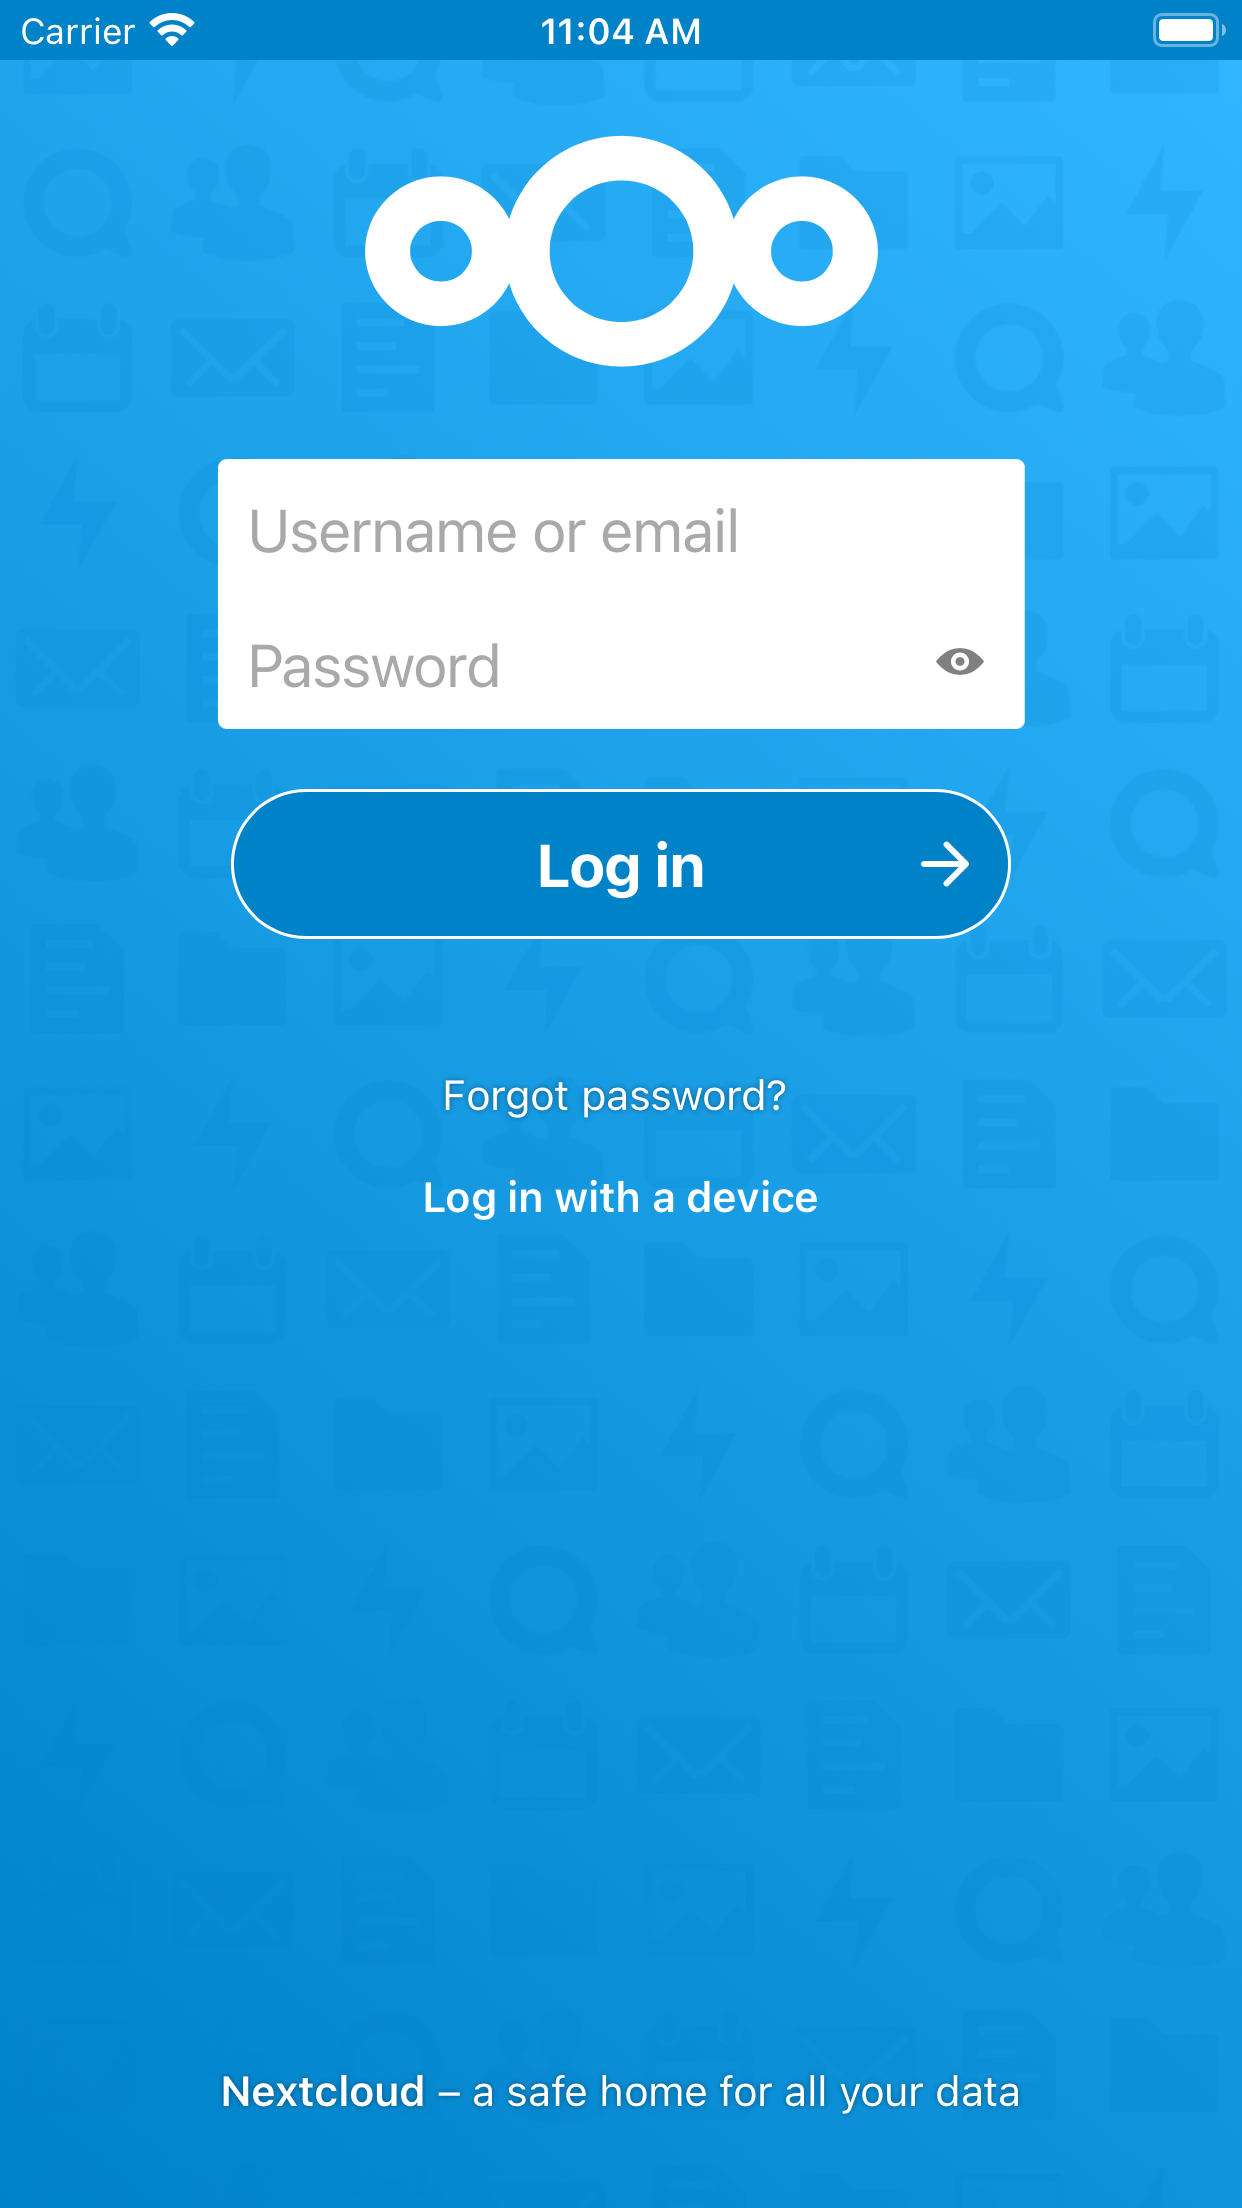 Carrier 11:04 AM
Username or email
Password
Log in
Forgot password?
Log in with a device
Nextcloud – a safe home for all your data